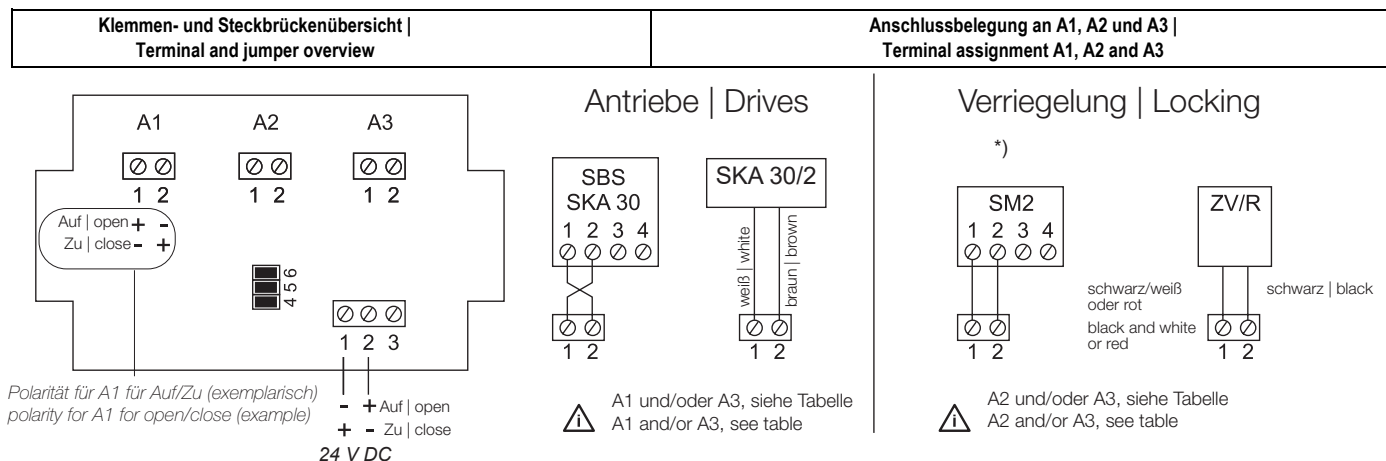 Klemmen- und Steckbrückenübersicht |
Terminal and jumper overview
Anschlussbelegung an A1, A2 und A3 |
Terminal assignment A1, A2 and A3
A1 A2 A3
1 2 1 2 1 2
Auf | open + -
Zu | close - +
4 5 6
1 2 3
Polarität für A1 für Auf/Zu (exemplarisch)
polarity for A1 for open/close (example)
- + Auf | open
+ - Zu | close
24 V DC
Antriebe | Drives
SBS
SKA 30
1 2 3 4
1 2
SKA 30/2
weiß | white
braun | brown
1 2
A1 und/oder A3, siehe Tabelle
A1 and/or A3, see table
Verriegelung | Locking
*)
SM2
1 2 3 4
1 2
ZV/R
schwarz/weiß
oder rot
black and white
or red
schwarz | black
1 2
A2 und/oder A3, siehe Tabelle
A2 and/or A3, see table